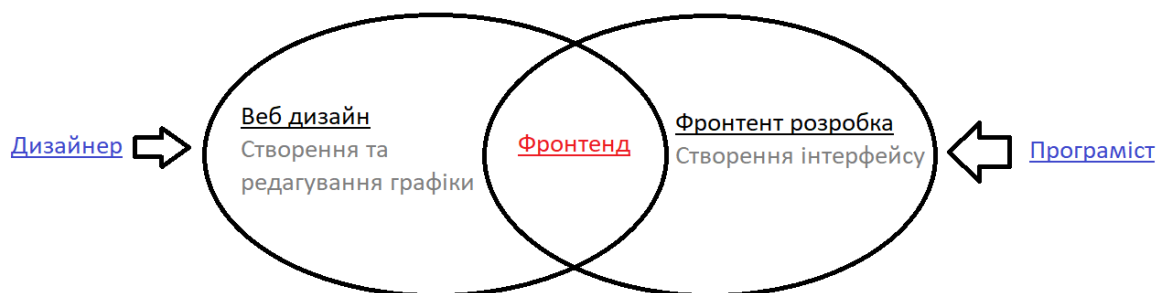 Дизайнер
Веб дизайн
Створення та
редагування графіки
Фронтенд
Фронтент розробка
Створення інтерфейсу
Програміст